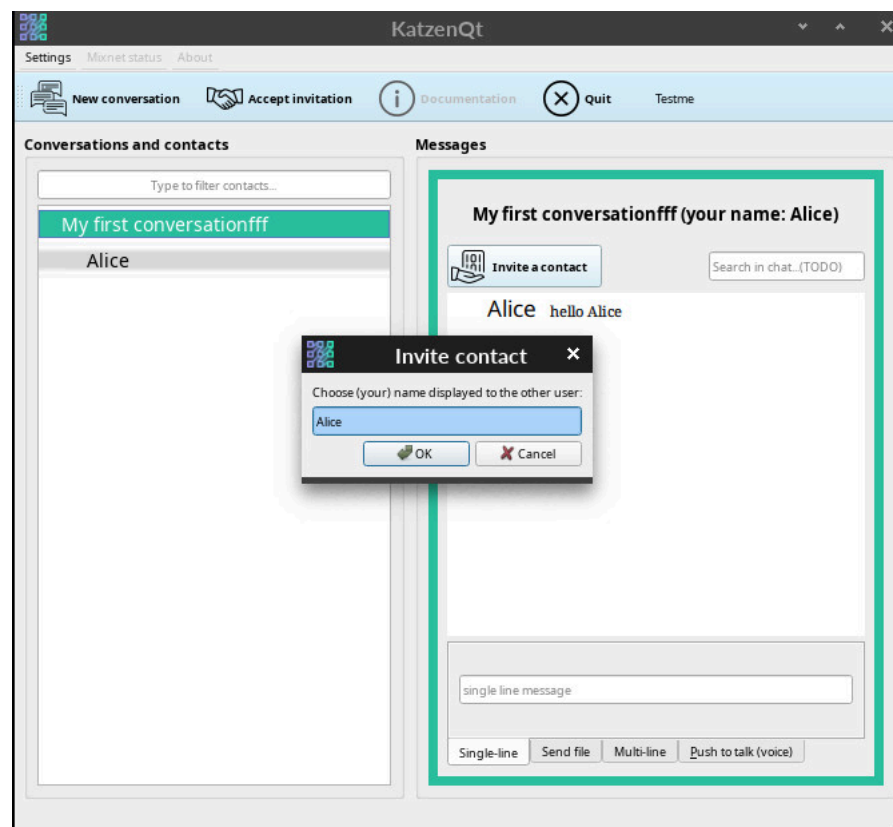 KatzenQt
Settings Mixnet status About
New conversation Accept invitation Documentation Quit Testme
Conversations and contacts
Type to filter contacts...
My first conversationfff
Alice
Messages
My first conversationfff (your name: Alice)
Invite a contact
Search in chat...(TODO)
Alice hello Alice
Invite contact
Choose (your) name displayed to the other user:
Alice
OK Cancel
single line message
Single-line Send file Multi-line Push to talk (voice)